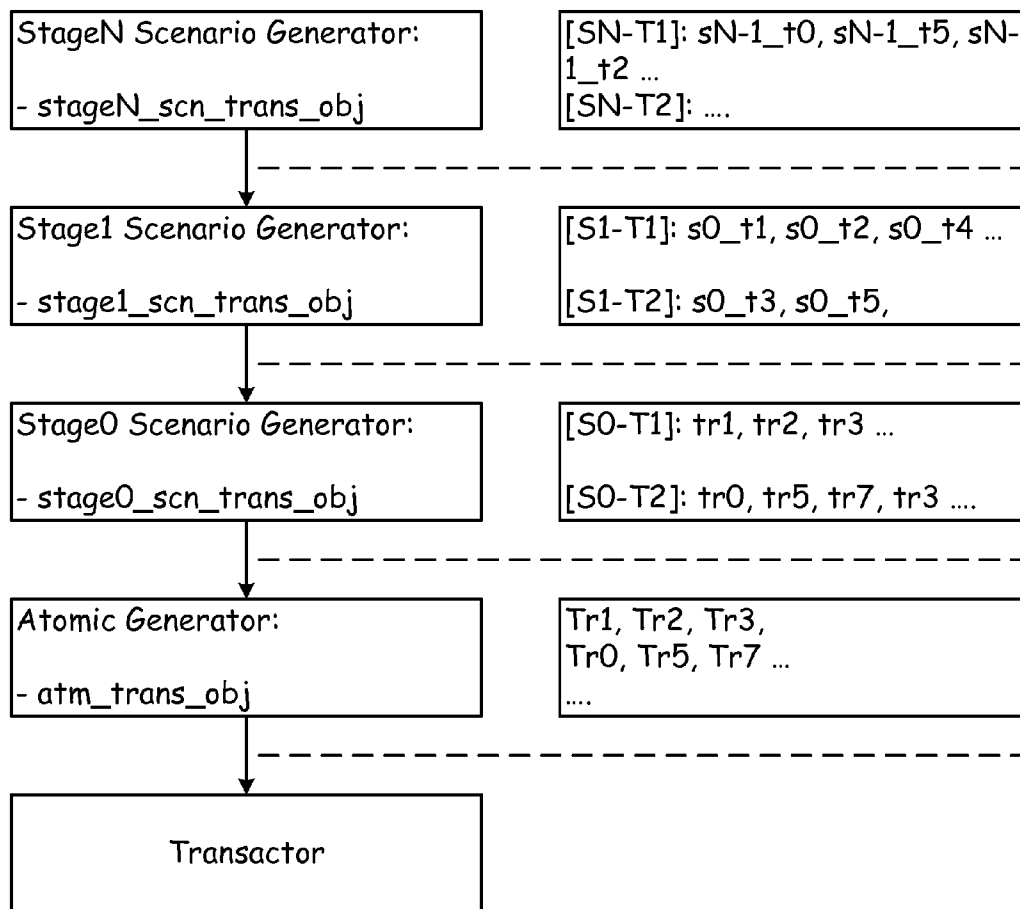 StageN Scenario Generator:
- stageN_scn_trans_obj
[SN-T1]: sN-1_t0, sN-1_t5, sN-
1_t2 ...
[SN-T2]: ....
Stage1 Scenario Generator:
- stage1_scn_trans_obj
[S1-T1]: s0_t1, s0_t2, s0_t4 ...
[S1-T2]: s0_t3, s0_t5,
Stage0 Scenario Generator:
- stage0_scn_trans_obj
[S0-T1]: tr1, tr2, tr3 ...
[S0-T2]: tr0, tr5, tr7, tr3 ....
Atomic Generator:
- atm_trans_obj
Tr1, Tr2, Tr3,
Tr0, Tr5, Tr7 ...
....
Transactor